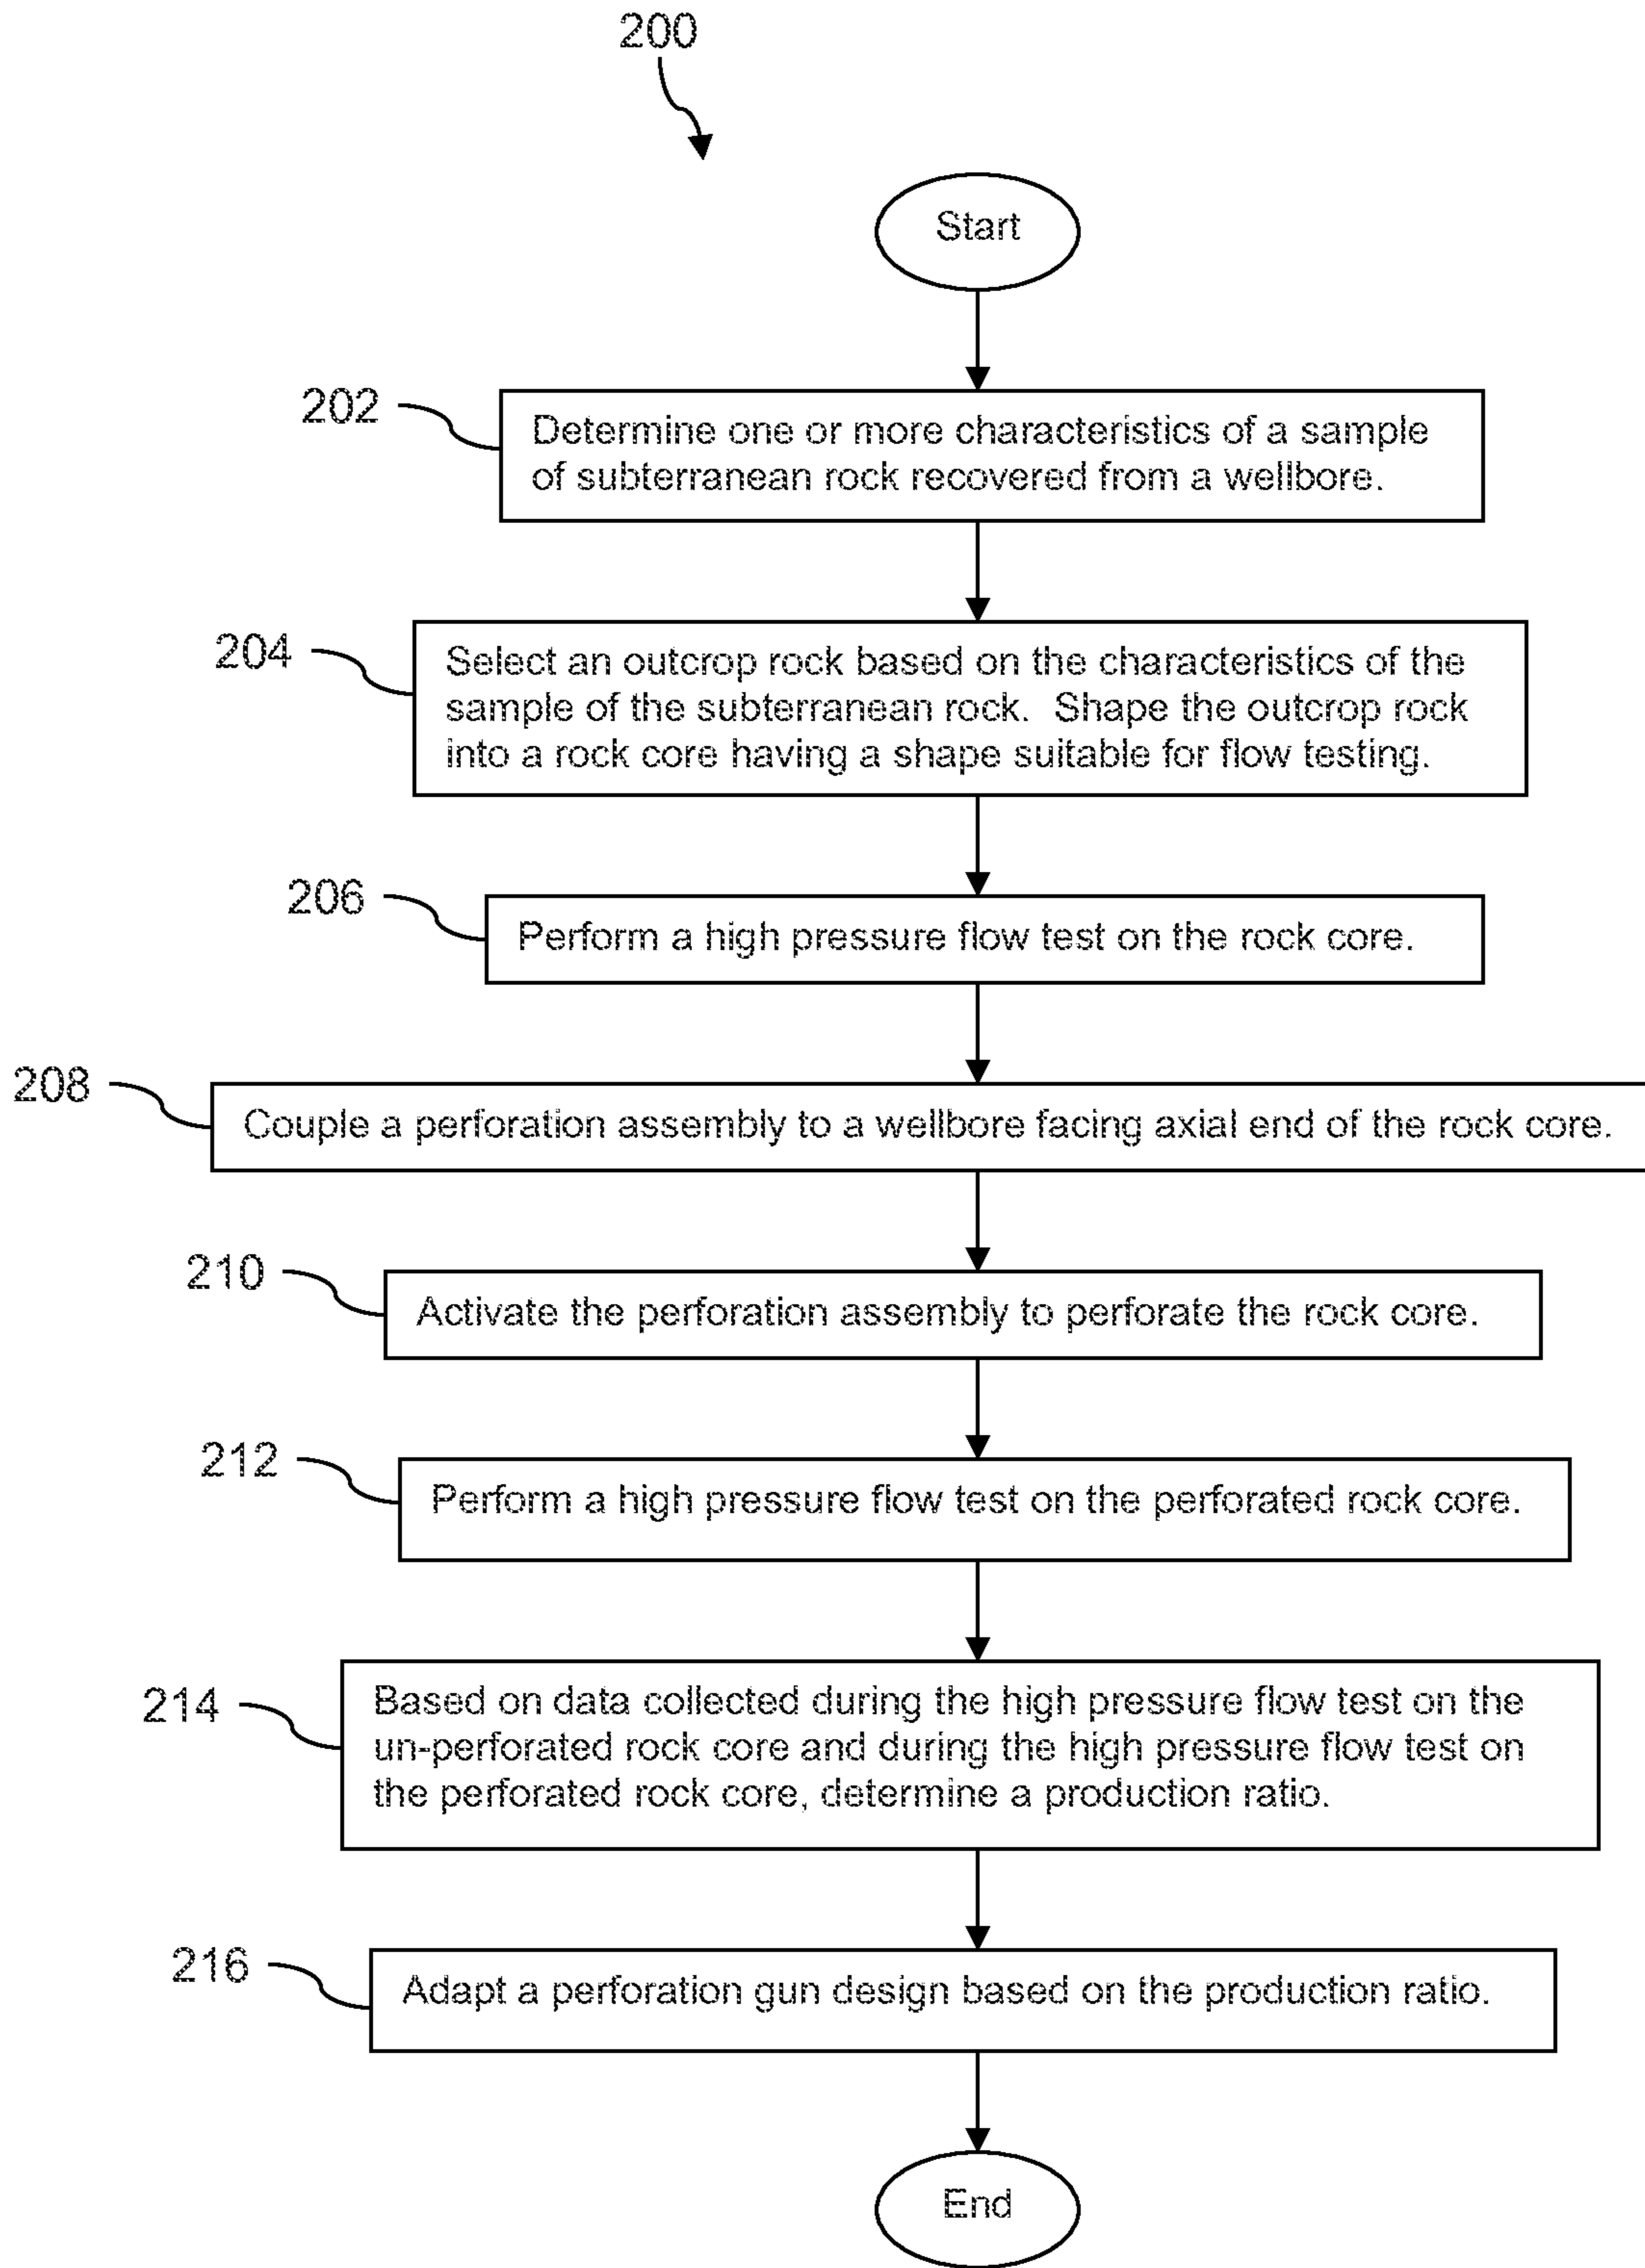 200
Start
202
Determine one or more characteristics of a sample
of subterranean rock recovered from a wellbore.
204
Select an outcrop rock based on the characteristics of the
sample of the subterranean rock.  Shape the outcrop rock
into a rock core having a shape suitable for flow testing.
206
Perform a high pressure flow test on the rock core.
208
Couple a perforation assembly to a wellbore facing axial end of the rock core.
210
Activate the perforation assembly to perforate the rock core.
212
Perform a high pressure flow test on the perforated rock core.
214
Based on data collected during the high pressure flow test on the
un-perforated rock core and during the high pressure flow test on
the perforated rock core, determine a production ratio.
216
Adapt a perforation gun design based on the production ratio.
End